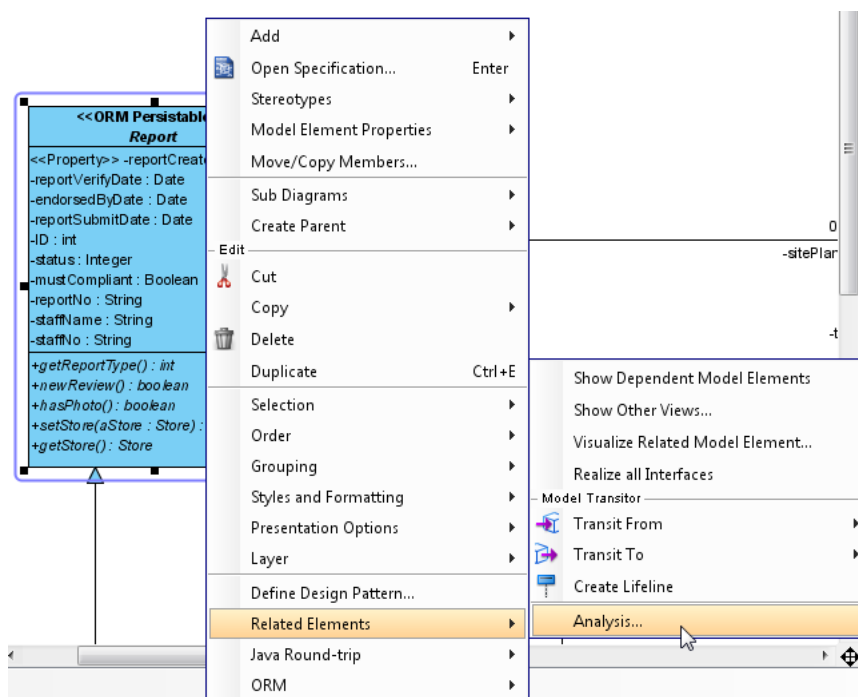 <<ORM Persistable
Report
<<Property>> -reportCreate
-reportVerifyDate : Date
-endorsedByDate : Date
-reportSubmitDate : Date
-ID : int
-status : Integer
-mustCompliant : Boolean
-reportNo : String
-staffName : String
-staffNo : String
+getReportType() : int
+newReview() : boolean
+hasPhoto() : boolean
+setStore(aStore : Store) :
+getStore() : Store
Add
Open Specification... Enter
Stereotypes
Model Element Properties
Move/Copy Members...
Sub Diagrams
Create Parent
Edit
Cut
Copy
Delete
Duplicate Ctrl+E
Selection
Order
Grouping
Styles and Formatting
Presentation Options
Layer
Define Design Pattern...
Related Elements
Java Round-trip
ORM
0
-sitePlan
-t
Show Dependent Model Elements
Show Other Views...
Visualize Related Model Element...
Realize all Interfaces
Model Transitor
Transit From
Transit To
Create Lifeline
Analysis...